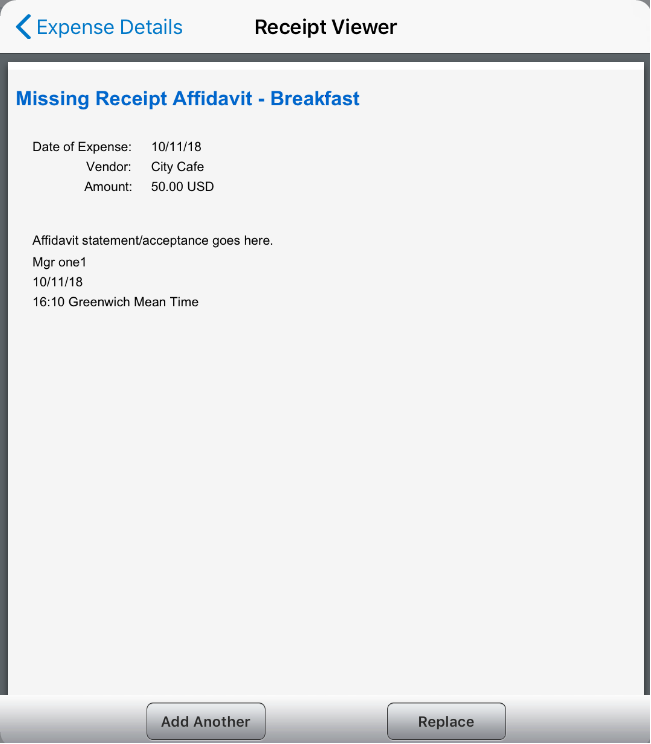 Expense Details Receipt Viewer
Missing Receipt Affidavit - Breakfast
Date of Expense: 10/11/18
Vendor: City Cafe
Amount: 50.00 USD
Affidavit statement/acceptance goes here.
Mgr one1
10/11/18
16:10 Greenwich Mean Time
Add Another Replace